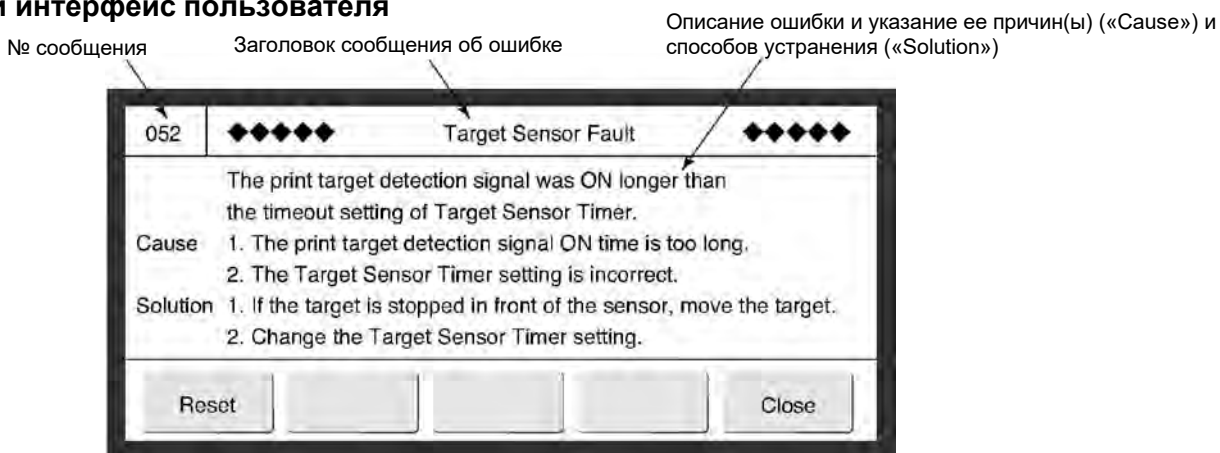 и интерфейс пользователя
№ сообщения
Заголовок сообщения об ошибке
Описание ошибки и указание ее причин(ы) («Cause») и
способов устранения («Solution»)
052 ◆◆◆◆◆ Target Sensor Fault ◆◆◆◆◆
The print target detection signal was ON longer than
the timeout setting of Target Sensor Timer.
Cause 1. The print target detection signal ON time is too long.
2. The Target Sensor Timer setting is incorrect.
Solution 1. If the target is stopped in front of the sensor, move the target.
2. Change the Target Sensor Timer setting.
Reset Close